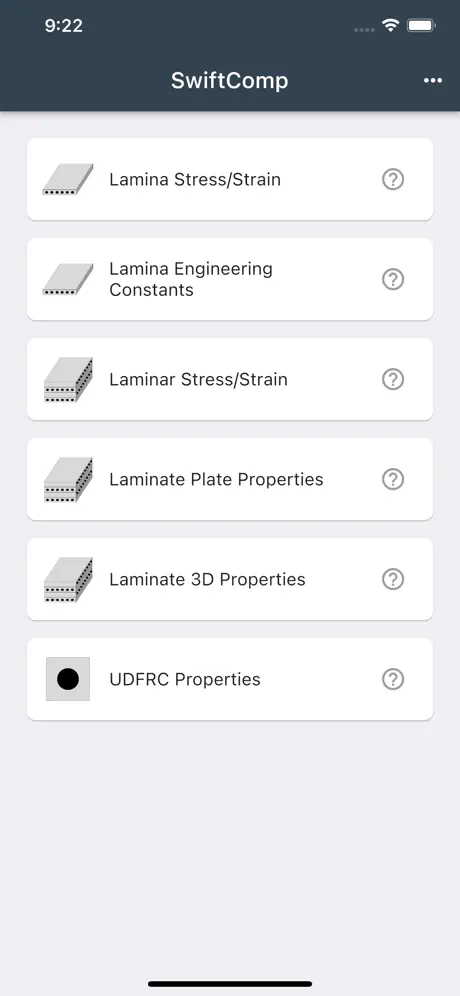 9:22
SwiftComp
Lamina Stress/Strain
Lamina Engineering
Constants
Laminar Stress/Strain
Laminate Plate Properties
Laminate 3D Properties
UDFRC Properties